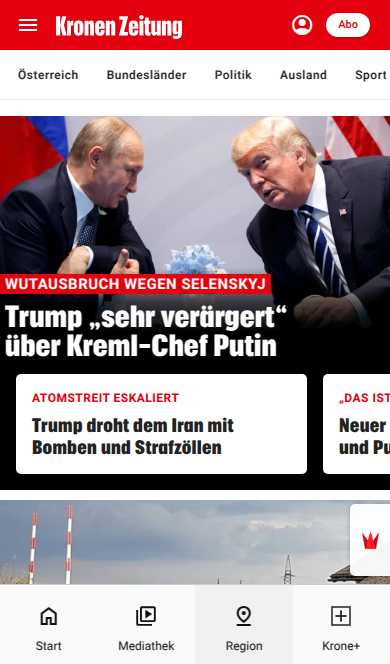 Kronen Zeitung
Abo
Österreich Bundesländer Politik Ausland Sport
WUTAUSBRUCH WEGEN SELENSKYJ
Trump „sehr verärgert“
über Kreml-Chef Putin
ATOMSTREIT ESKALIERT
Trump droht dem Iran mit
Bomben und Strafzöllen
„DAS IST
Neuer
und Pu
Start Mediathek Region Krone+